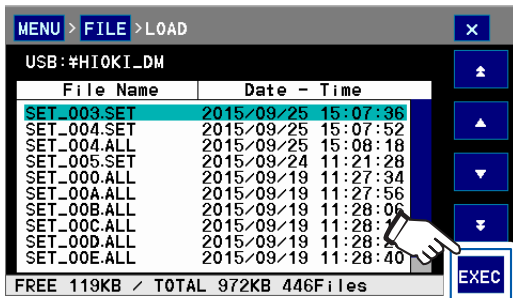 MENU > FILE >LOAD ×
USB:¥HIOKI_DM
File Name Date - Time
SET_003.SET 2015/09/25 15:07:36
SET_004.SET 2015/09/25 15:07:52
SET_004.ALL 2015/09/25 15:08:18
SET_005.SET 2015/09/24 11:21:28
SET_000.ALL 2015/09/19 11:27:34
SET_00A.ALL 2015/09/19 11:27:56
SET_00B.ALL 2015/09/19 11:28:06
SET_00C.ALL 2015/09/19 11:28:
SET_00D.ALL 2015/09/19 11:28:
SET_00E.ALL 2015/09/19 11:28:40
FREE 119KB / TOTAL 972KB 446Files
EXEC